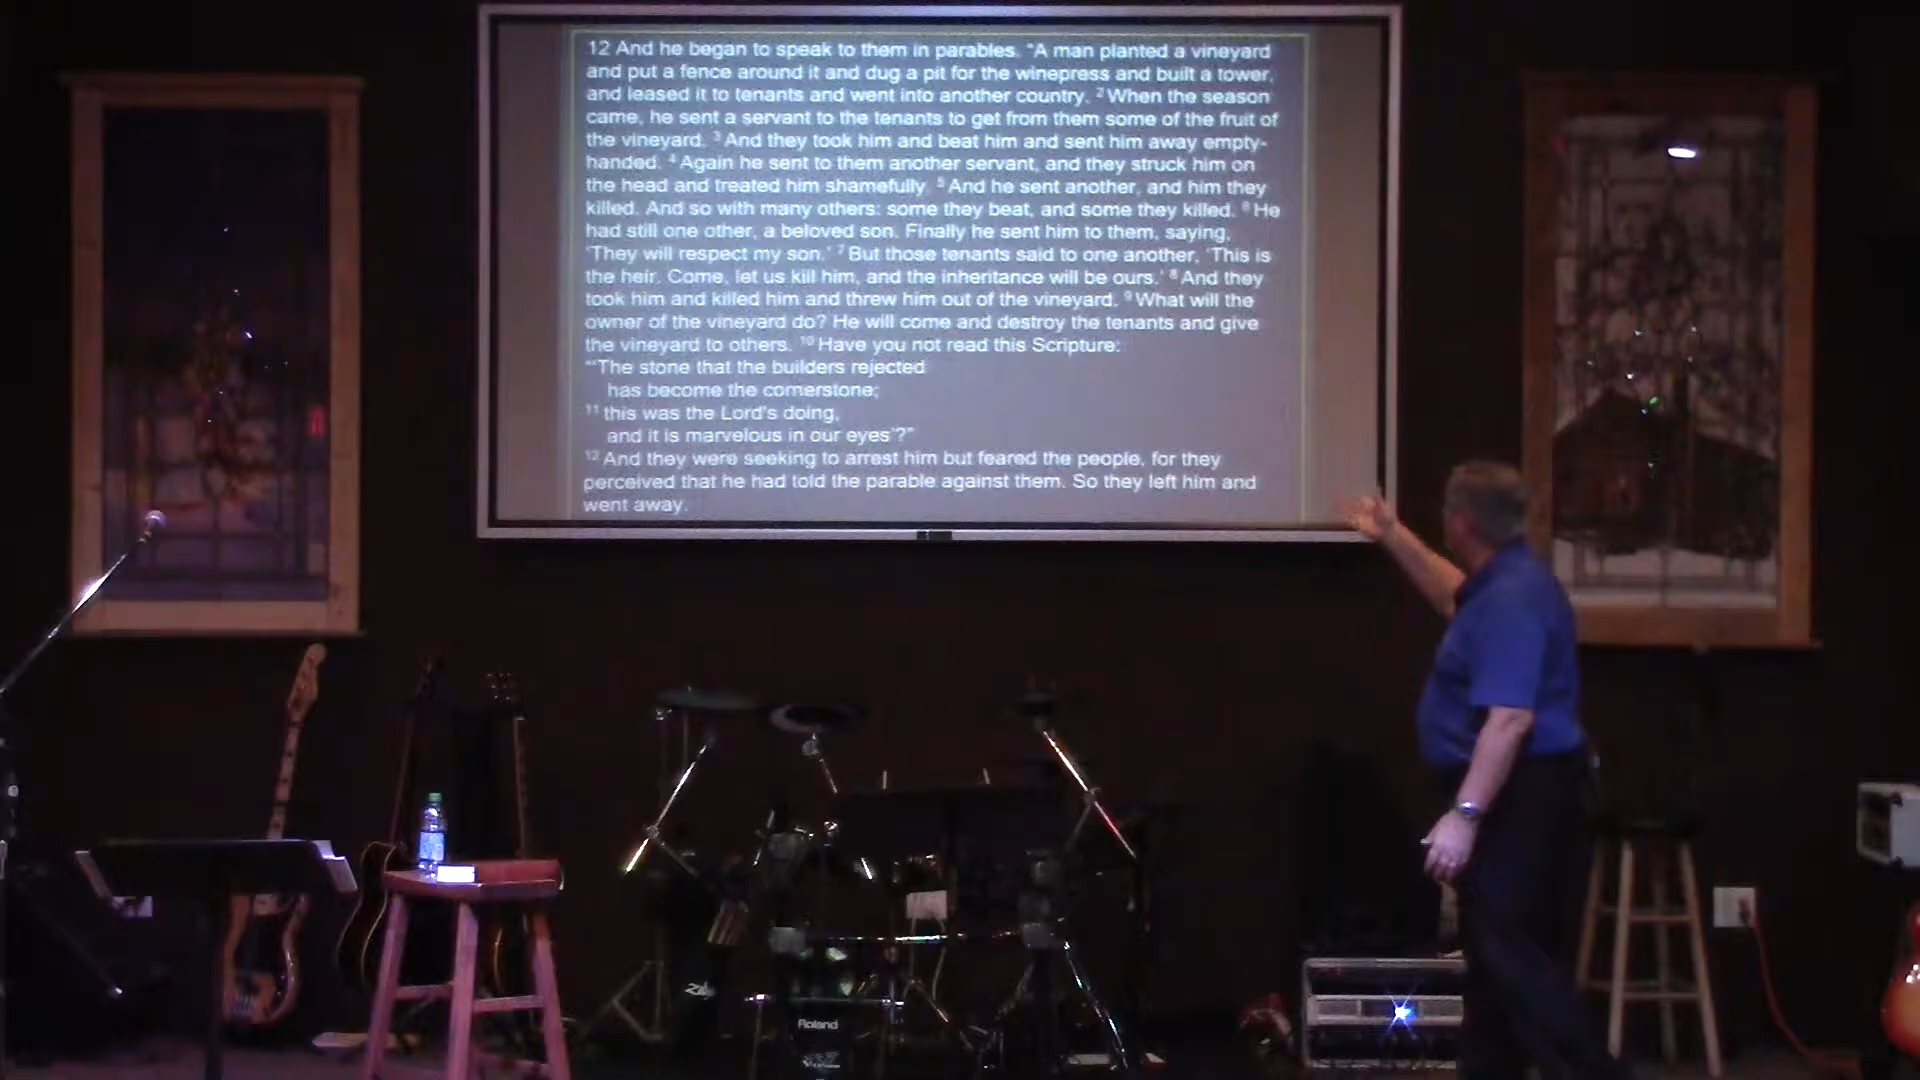 12 And he began to speak to them in parables. "A man planted a vineyard
and put a fence around it and dug a pit for the winepress and built a tower,
and leased it to tenants and went into another country. 2 When the season
came, he sent a servant to the tenants to get from them some of the fruit of
the vineyard. 3 And they took him and beat him and sent him away empty-
handed. 4 Again he sent to them another servant, and they struck him on
the head and treated him shamefully. 5 And he sent another, and him they
killed. And so with many others: some they beat, and some they killed. 6 He
had still one other, a beloved son. Finally he sent him to them, saying,
'They will respect my son.' 7 But those tenants said to one another, 'This is
the heir. Come, let us kill him, and the inheritance will be ours.' 8 And they
took him and killed him and threw him out of the vineyard. 9 What will the
owner of the vineyard do? He will come and destroy the tenants and give
the vineyard to others. 10 Have you not read this Scripture:
"'The stone that the builders rejected
has become the cornerstone;
11 this was the Lord's doing,
and it is marvelous in our eyes'?"
12 And they were seeking to arrest him but feared the people, for they
perceived that he had told the parable against them. So they left him and
went away.
Roland